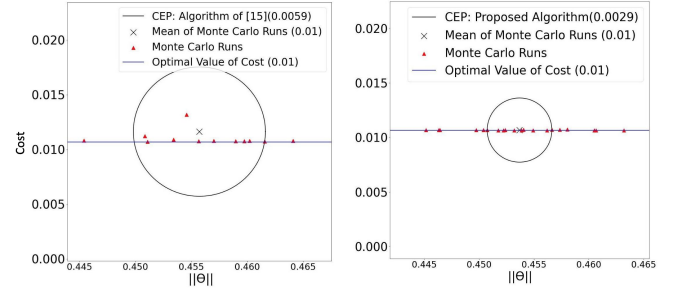 CEP: Algorithm of [15](0.0059)
Mean of Monte Carlo Runs (0.01)
Monte Carlo Runs
Optimal Value of Cost (0.01)
0.020
0.015
0.010
0.005
0.000
Cost
0.445
0.450
0.455
0.460
0.465
||Θ||
CEP: Proposed Algorithm(0.0029)
Mean of Monte Carlo Runs (0.01)
Monte Carlo Runs
Optimal Value of Cost (0.01)
0.020
0.015
0.010
0.005
0.000
0.445
0.450
0.455
0.460
0.465
||Θ||